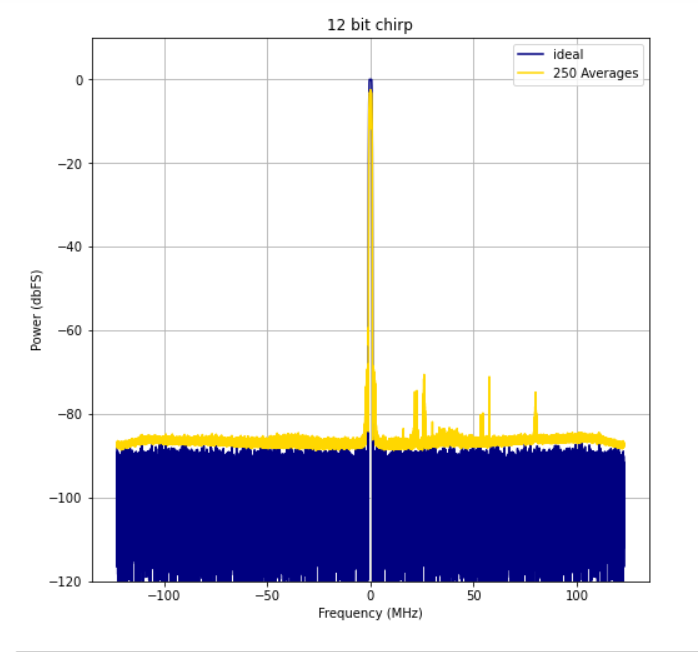 12 bit chirp
ideal
250 Averages
0
−20
−40
−60
−80
−100
−120
Power (dbFS)
−100
−50
0
50
100
Frequency (MHz)